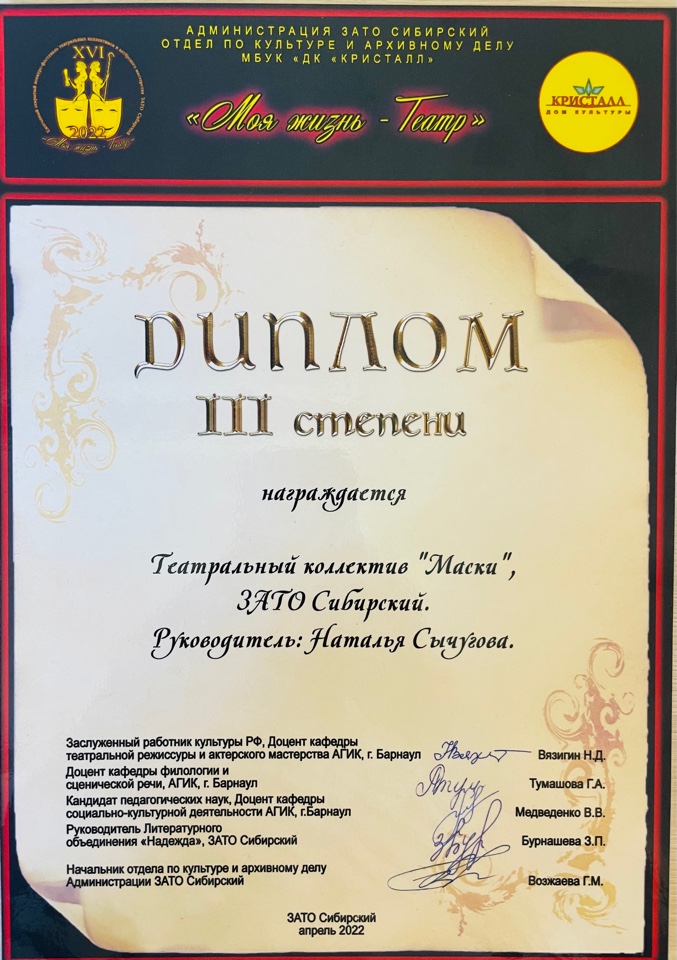 АДМИНИСТРАЦИЯ ЗАТО СИБИРСКИЙ
ОТДЕЛ ПО КУЛЬТУРЕ И АРХИВНОМУ ДЕЛУ
МБУК «ДК «КРИСТАЛЛ»
XVI
2022
«Моя жизнь - Театр»
«Моя жизнь - Театр»
КРИСТАЛЛ
ДОМ КУЛЬТУРЫ
ДИПЛОМ
III степени
награждается
Театральный коллектив "Маски",
ЗАТО Сибирский.
Руководитель: Наталья Сычугова.
Заслуженный работник культуры РФ, Доцент кафедры
театральной режиссуры и актерского мастерства АГИК, г. Барнаул Вязигин Н.Д.
Доцент кафедры филологии и
сценической речи, АГИК, г. Барнаул Тумашова Г.А.
Кандидат педагогических наук, Доцент кафедры
социально-культурной деятельности АГИК, г.Барнаул Медведенко В.В.
Руководитель Литературного
объединения «Надежда», ЗАТО Сибирский Бурнашева З.П.
Начальник отдела по культуре и архивному делу
Администрации ЗАТО Сибирский Возжаева Г.М.
ЗАТО Сибирский
апрель 2022